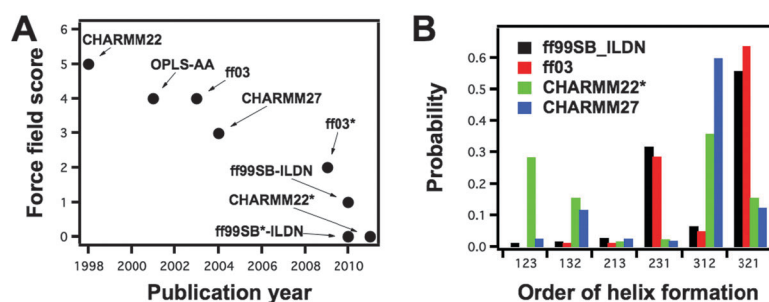 A
Force field score
6
5
4
3
2
1
0
CHARMM22
OPLS-AA
ff03
CHARMM27
ff03*
ff99SB-ILDN
CHARMM22*
ff99SB*-ILDN
1998 2000 2002 2004 2006 2008 2010
Publication year
B
Probability
0.6
0.5
0.4
0.3
0.2
0.1
0.0
ff99SB_ILDN
ff03
CHARMM22*
CHARMM27
123 132 213 231 312 321
Order of helix formation